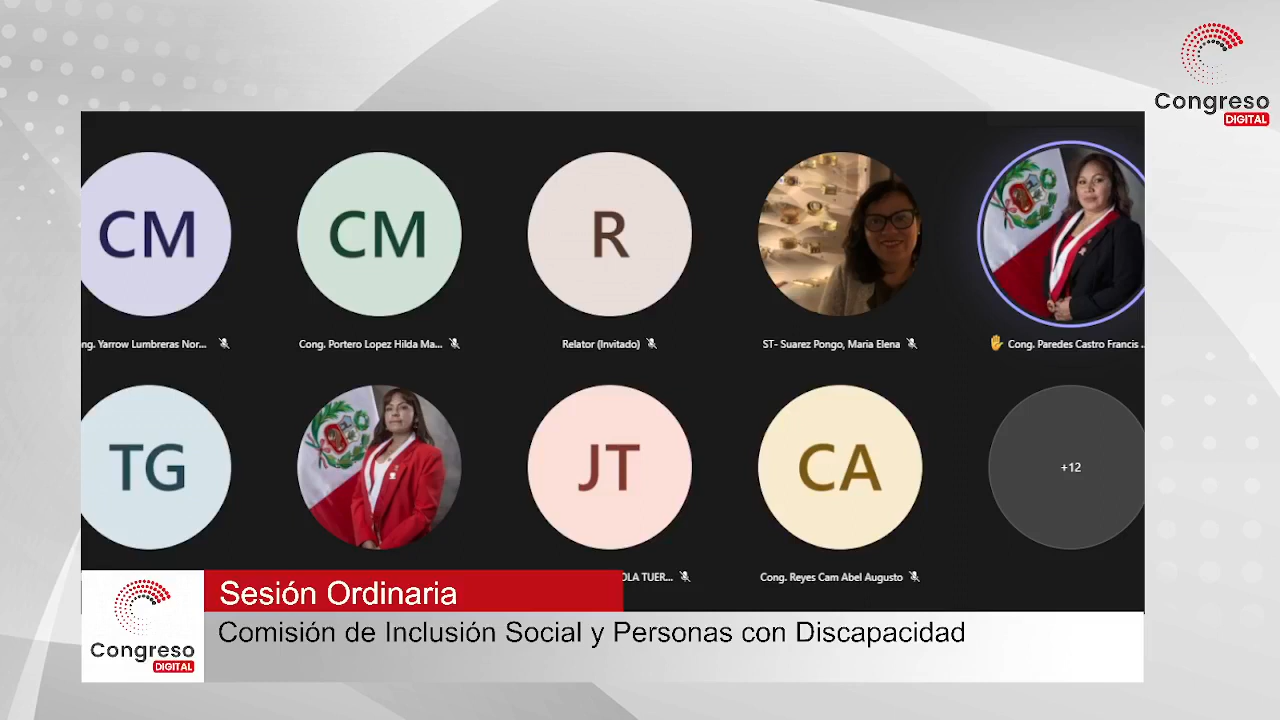 Congreso
DIGITAL
CM
CM
R
ng. Yarrow Lumbreras Nor...
Cong. Portero Lopez Hilda Ma...
Relator (Invitado)
ST- Suarez Pongo, Maria Elena
Cong. Paredes Castro Francis ..
TG
JT
CA
+12
OLA TUER...
Cong. Reyes Cam Abel Augusto
Sesión Ordinaria
Comisión de Inclusión Social y Personas con Discapacidad
Congreso
DIGITAL